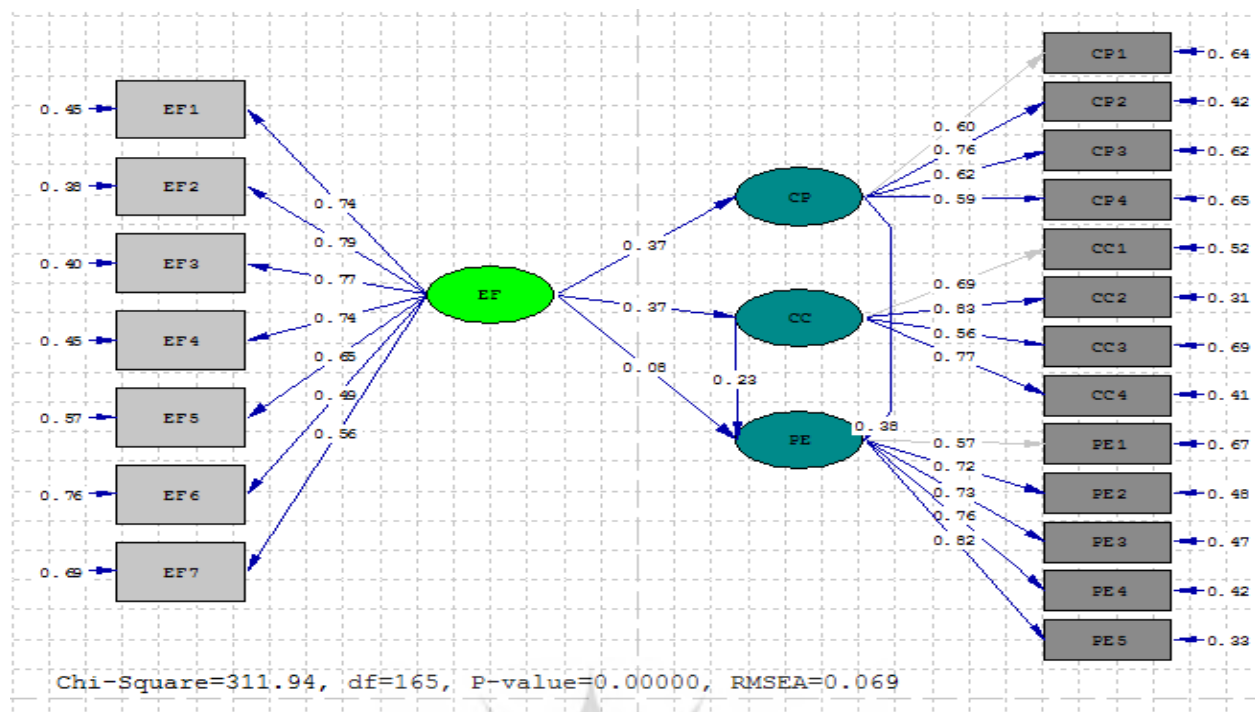 0.45 EF1
0.38 EF2
0.40 EF3
0.45 EF4
0.57 EF5
0.76 EF6
0.69 EF7
0.74
0.79
0.77
0.74
0.65
0.49
0.56
EF
0.37
0.37
0.08
CP
CC
0.23
PE
0.38
0.60
0.76
0.62
0.59
0.69
0.83
0.56
0.77
0.57
0.72
0.73
0.76
0.82
CP1 0.64
CP2 0.42
CP3 0.62
CP4 0.65
CC1 0.52
CC2 0.31
CC3 0.69
CC4 0.41
PE1 0.67
PE2 0.48
PE3 0.47
PE4 0.42
PE5 0.33
Chi-Square=311.94, df=165, P-value=0.00000, RMSEA=0.069